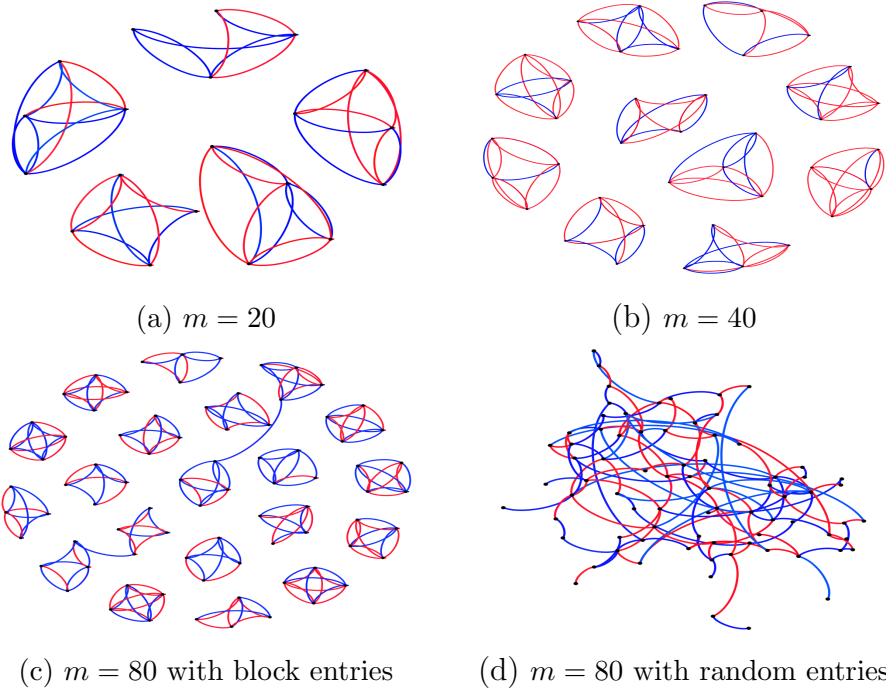 (a) m = 20
(b) m = 40
(c) m = 80 with block entries
(d) m = 80 with random entries